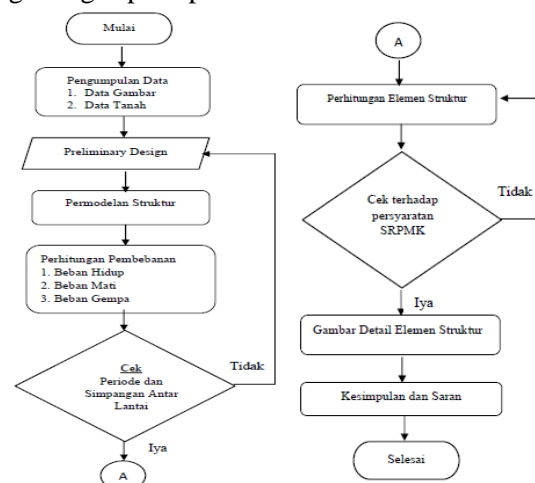 Mulai
Pengumpulan Data
1. Data Gambar
2. Data Tanah
Preliminary Design
Permodelan Struktur
Perhitungan Pembebanan
1. Beban Hidup
2. Beban Mati
3. Beban Gempa
Cek
Periode dan
Simpangan Antar
Lantai
Tidak
Iya
A
A
Perhitungan Elemen Struktur
Cek terhadap
persyaratan
SRPMK
Tidak
Iya
Gambar Detail Elemen Struktur
Kesimpulan dan Saran
Selesai